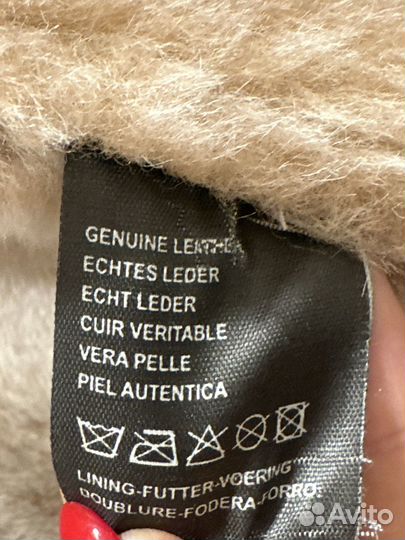 GENUINE LEATHER
ECHTES LEDER
ECHT LEDER
CUIR VERITABLE
VERA PELLE
PIEL AUTENTICA
LINING-FUTTER-VOERING
DOUBLURE-FODERA-FORRO
Avito